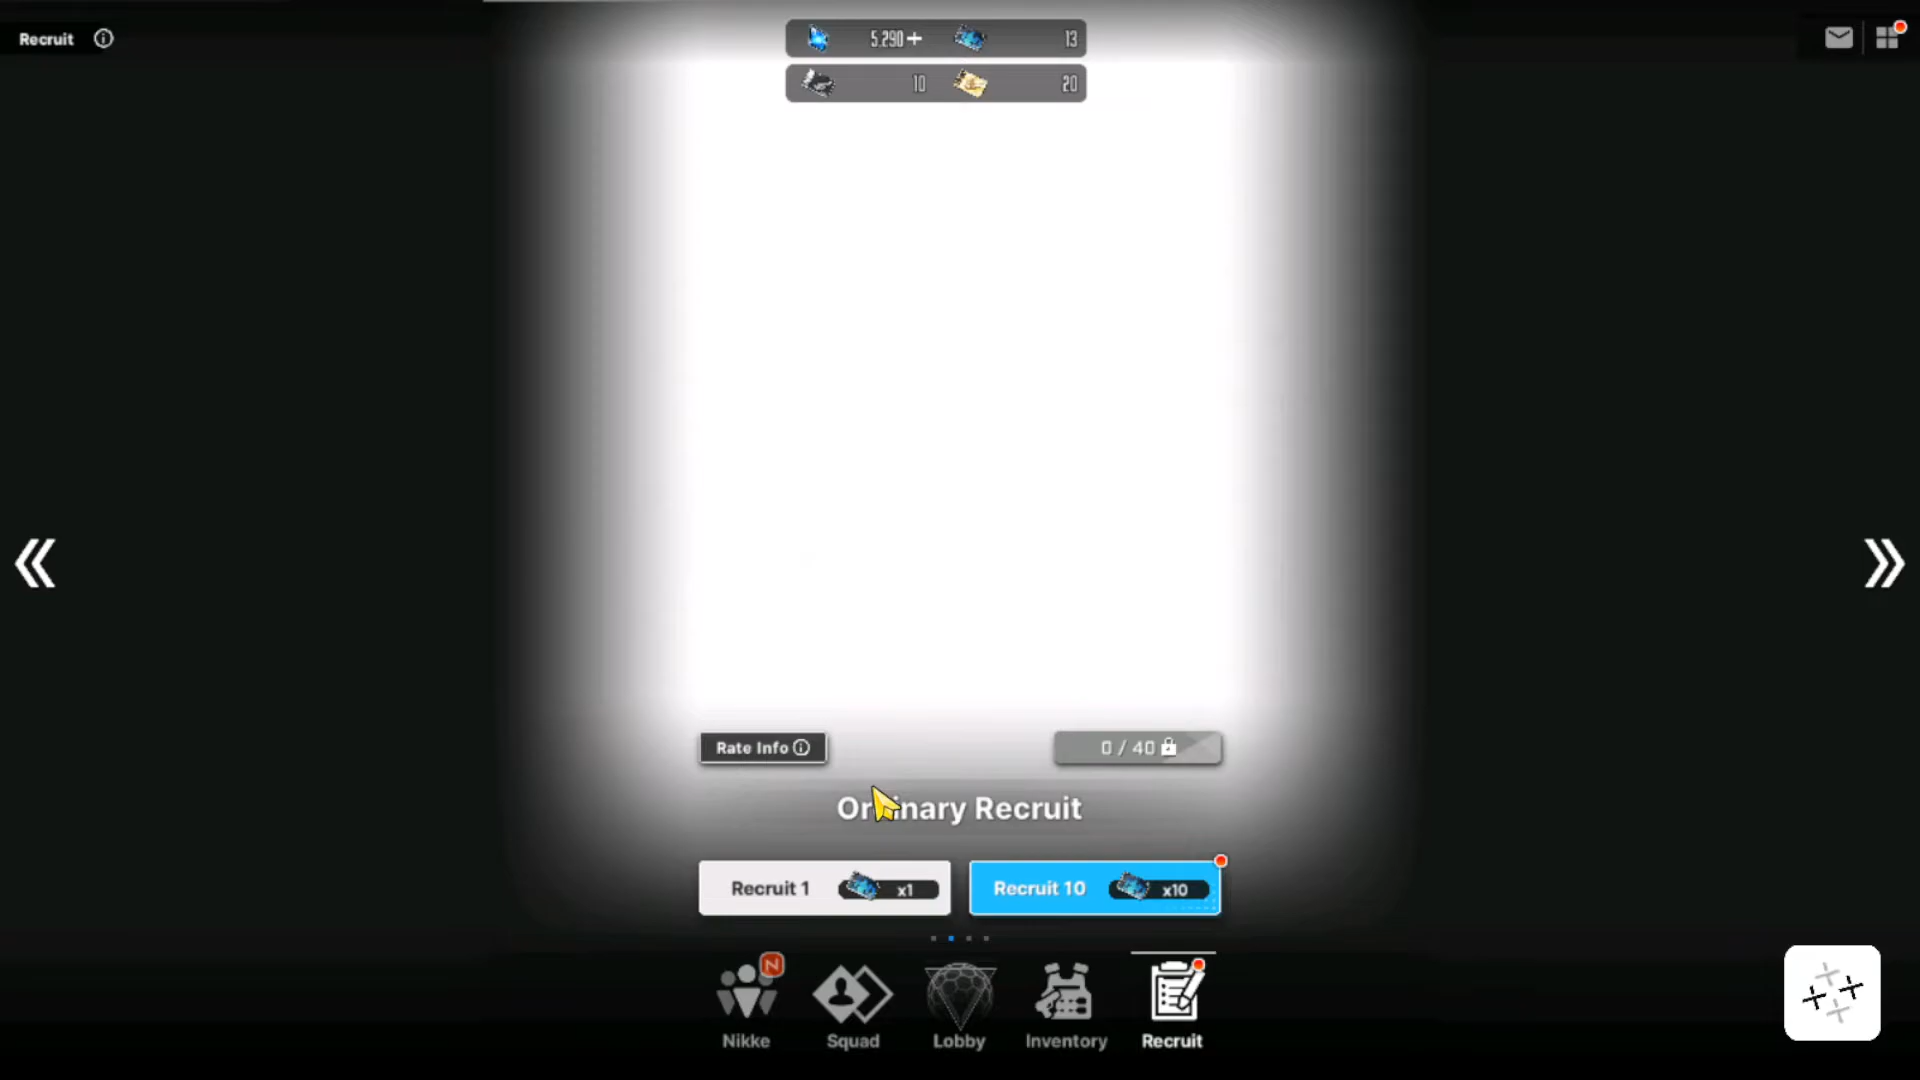 Recruit
5,290 13
10 20
Rate Info
0 / 40
Ordinary Recruit
Recruit 1 x1
Recruit 10 x10
N
Nikke
Squad
Lobby
Inventory
Recruit